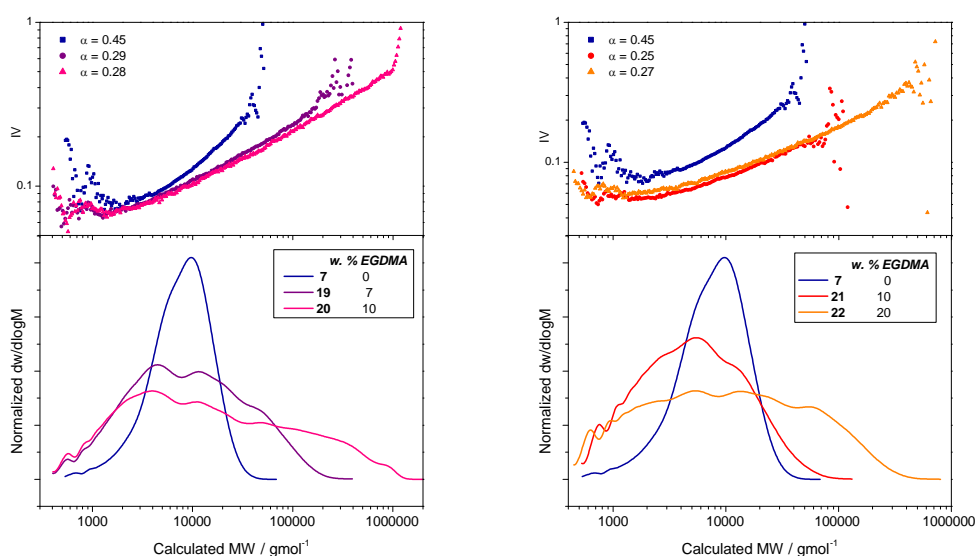 1
α = 0.45
α = 0.29
α = 0.28
IV
0.1
w. % EGDMA
7 0
19 7
20 10
Normalized dw/dlogM
1000 10000 100000 1000000
Calculated MW / gmol-1
1
α = 0.45
α = 0.25
α = 0.27
IV
0.1
w. % EGDMA
7 0
21 10
22 20
Normalized dw/dlogM
1000 10000 100000 1000000
Calculated MW / gmol-1